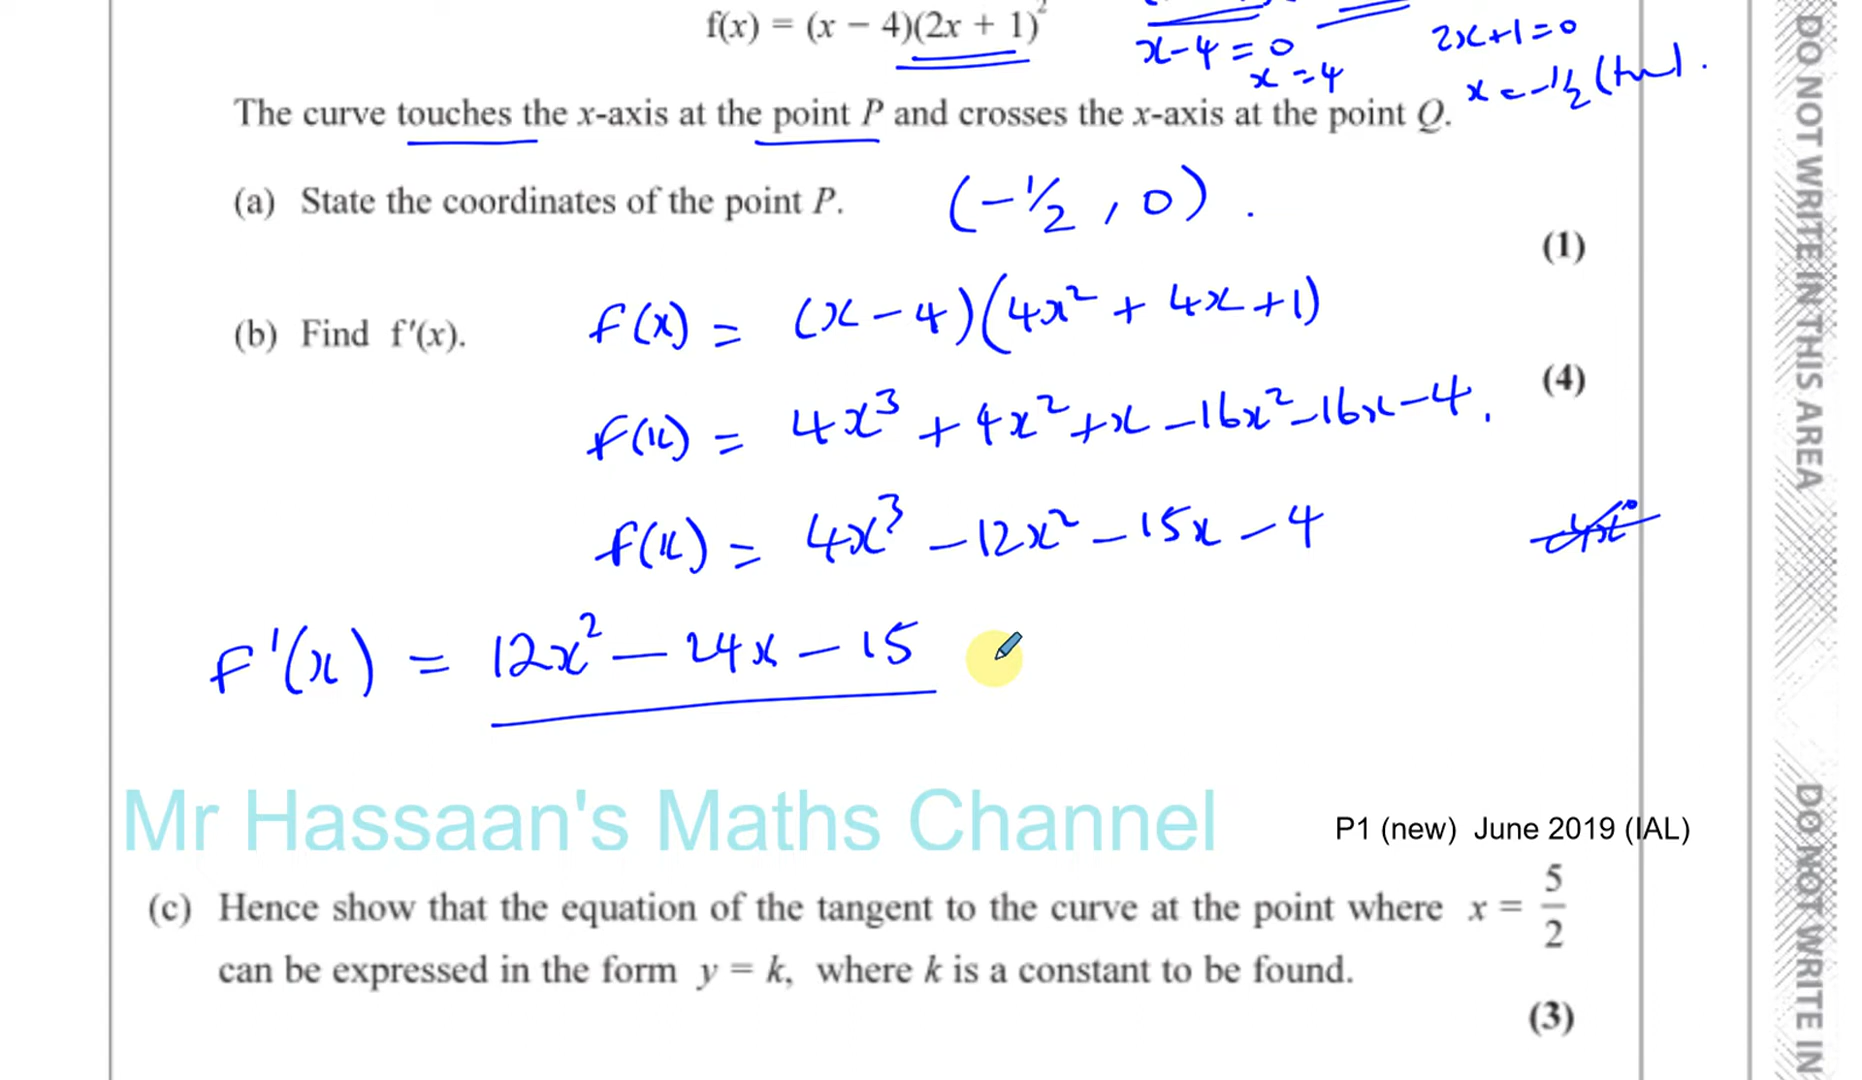 f(x) = (x − 4)(2x + 1)²
x-4 = 0
x = 4
2x+1=0
x = -1/2
The curve touches the x-axis at the point P and crosses the x-axis at the point Q.
(a) State the coordinates of the point P. (-1/2, 0).
(1)
(b) Find f′(x). f(x) = (x-4)(4x² + 4x+1)
(4)
f(x) = 4x³ + 4x² + x - 16x² - 16x - 4.
f(x) = 4x³ - 12x² - 15x - 4
f'(x) = 12x² - 24x - 15
Mr Hassaan's Maths Channel
P1 (new) June 2019 (IAL)
(c) Hence show that the equation of the tangent to the curve at the point where x = 5/2
can be expressed in the form y = k, where k is a constant to be found.
(3)
DO NOT WRITE IN THIS AREA
DO NOT WRITE IN